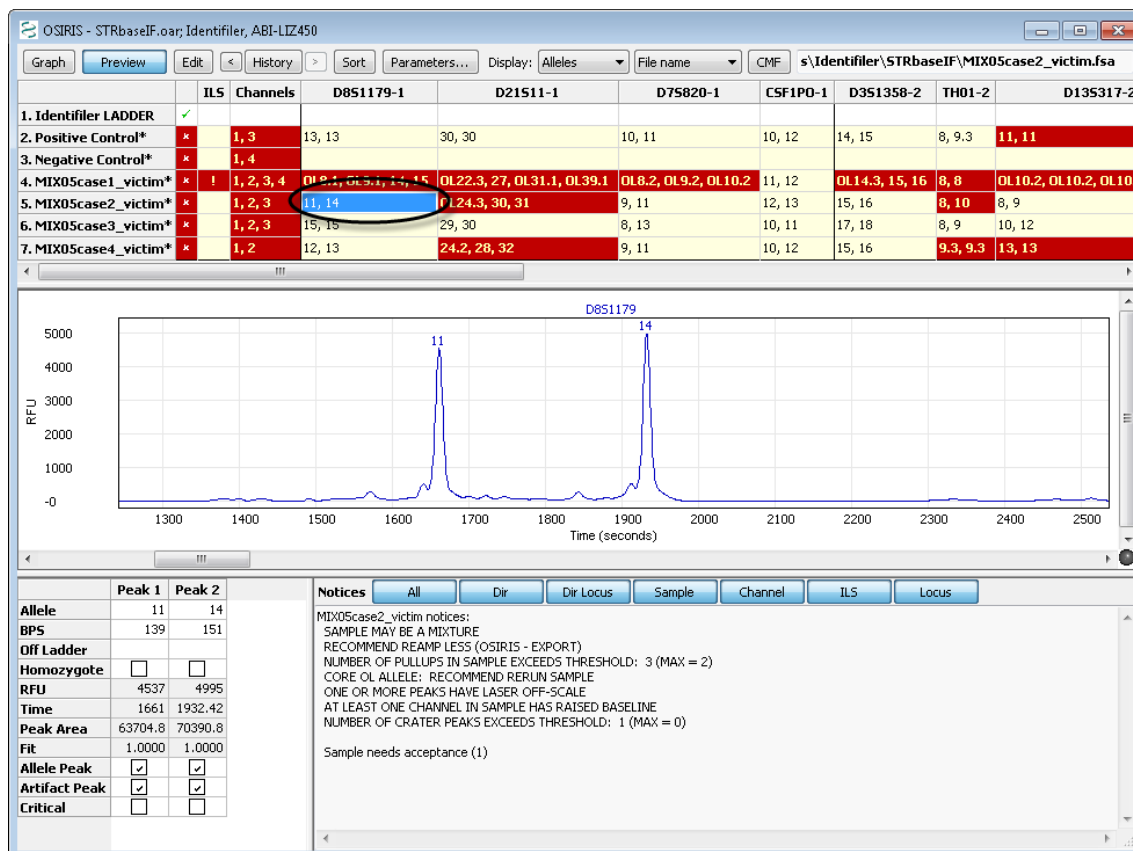 OSIRIS - STRbaseIF.oar; Identifiler, ABI-LIZ450
Graph Preview Edit < History > Sort Parameters... Display: Alleles File name CMF s\Identifiler\STRbaseIF\MIX05case2_victim.fsa
ILS Channels D8S1179-1 D21S11-1 D7S820-1 CSF1PO-1 D3S1358-2 TH01-2 D13S317-2
1. Identifiler LADDER
2. Positive Control* 1, 3 13, 13 30, 30 10, 11 10, 12 14, 15 8, 9.3 11, 11
3. Negative Control* 1, 4
4. MIX05case1_victim* ! 1, 2, 3, 4 14, 15 OL22.3, 27, OL31.1, OL39.1 OL8.2, OL9.2, OL10.2 11, 12 OL14.3, 15, 16 8, 8 OL10.2, OL10.2, OL10
5. MIX05case2_victim* 1, 2, 3 11, 14 OL24.3, 30, 31 9, 11 12, 13 15, 16 8, 10 8, 9
6. MIX05case3_victim* 1, 2, 3 15, 15 29, 30 8, 13 10, 11 17, 18 8, 9 10, 12
7. MIX05case4_victim* 1, 2 12, 13 24.2, 28, 32 9, 11 10, 12 15, 16 9.3, 9.3 13, 13
D8S1179
11 14
5000
4000
3000
2000
1000
-0
RFU
1300 1400 1500 1600 1700 1800 1900 2000 2100 2200 2300 2400 2500
Time (seconds)
Peak 1 Peak 2
Allele 11 14
BPS 139 151
Off Ladder
Homozygote
RFU 4537 4995
Time 1661 1932.42
Peak Area 63704.8 70390.8
Fit 1.0000 1.0000
Allele Peak
Artifact Peak
Critical
Notices All Dir Dir Locus Sample Channel ILS Locus
MIX05case2_victim notices:
SAMPLE MAY BE A MIXTURE
RECOMMEND REAMP LESS (OSIRIS - EXPORT)
NUMBER OF PULLUPS IN SAMPLE EXCEEDS THRESHOLD: 3 (MAX = 2)
CORE OL ALLELE: RECOMMEND RERUN SAMPLE
ONE OR MORE PEAKS HAVE LASER OFF-SCALE
AT LEAST ONE CHANNEL IN SAMPLE HAS RAISED BASELINE
NUMBER OF CRATER PEAKS EXCEEDS THRESHOLD: 1 (MAX = 0)
Sample needs acceptance (1)